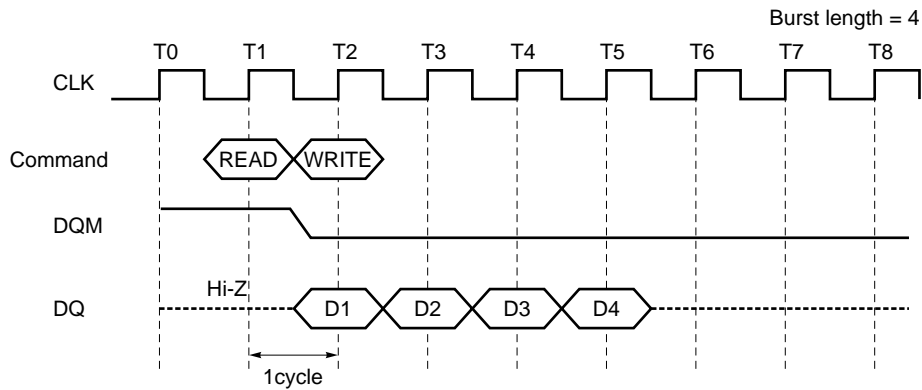 Burst length = 4
T0 T1 T2 T3 T4 T5 T6 T7 T8
CLK
Command READ WRITE
DQM
Hi-Z
DQ D1 D2 D3 D4
1cycle